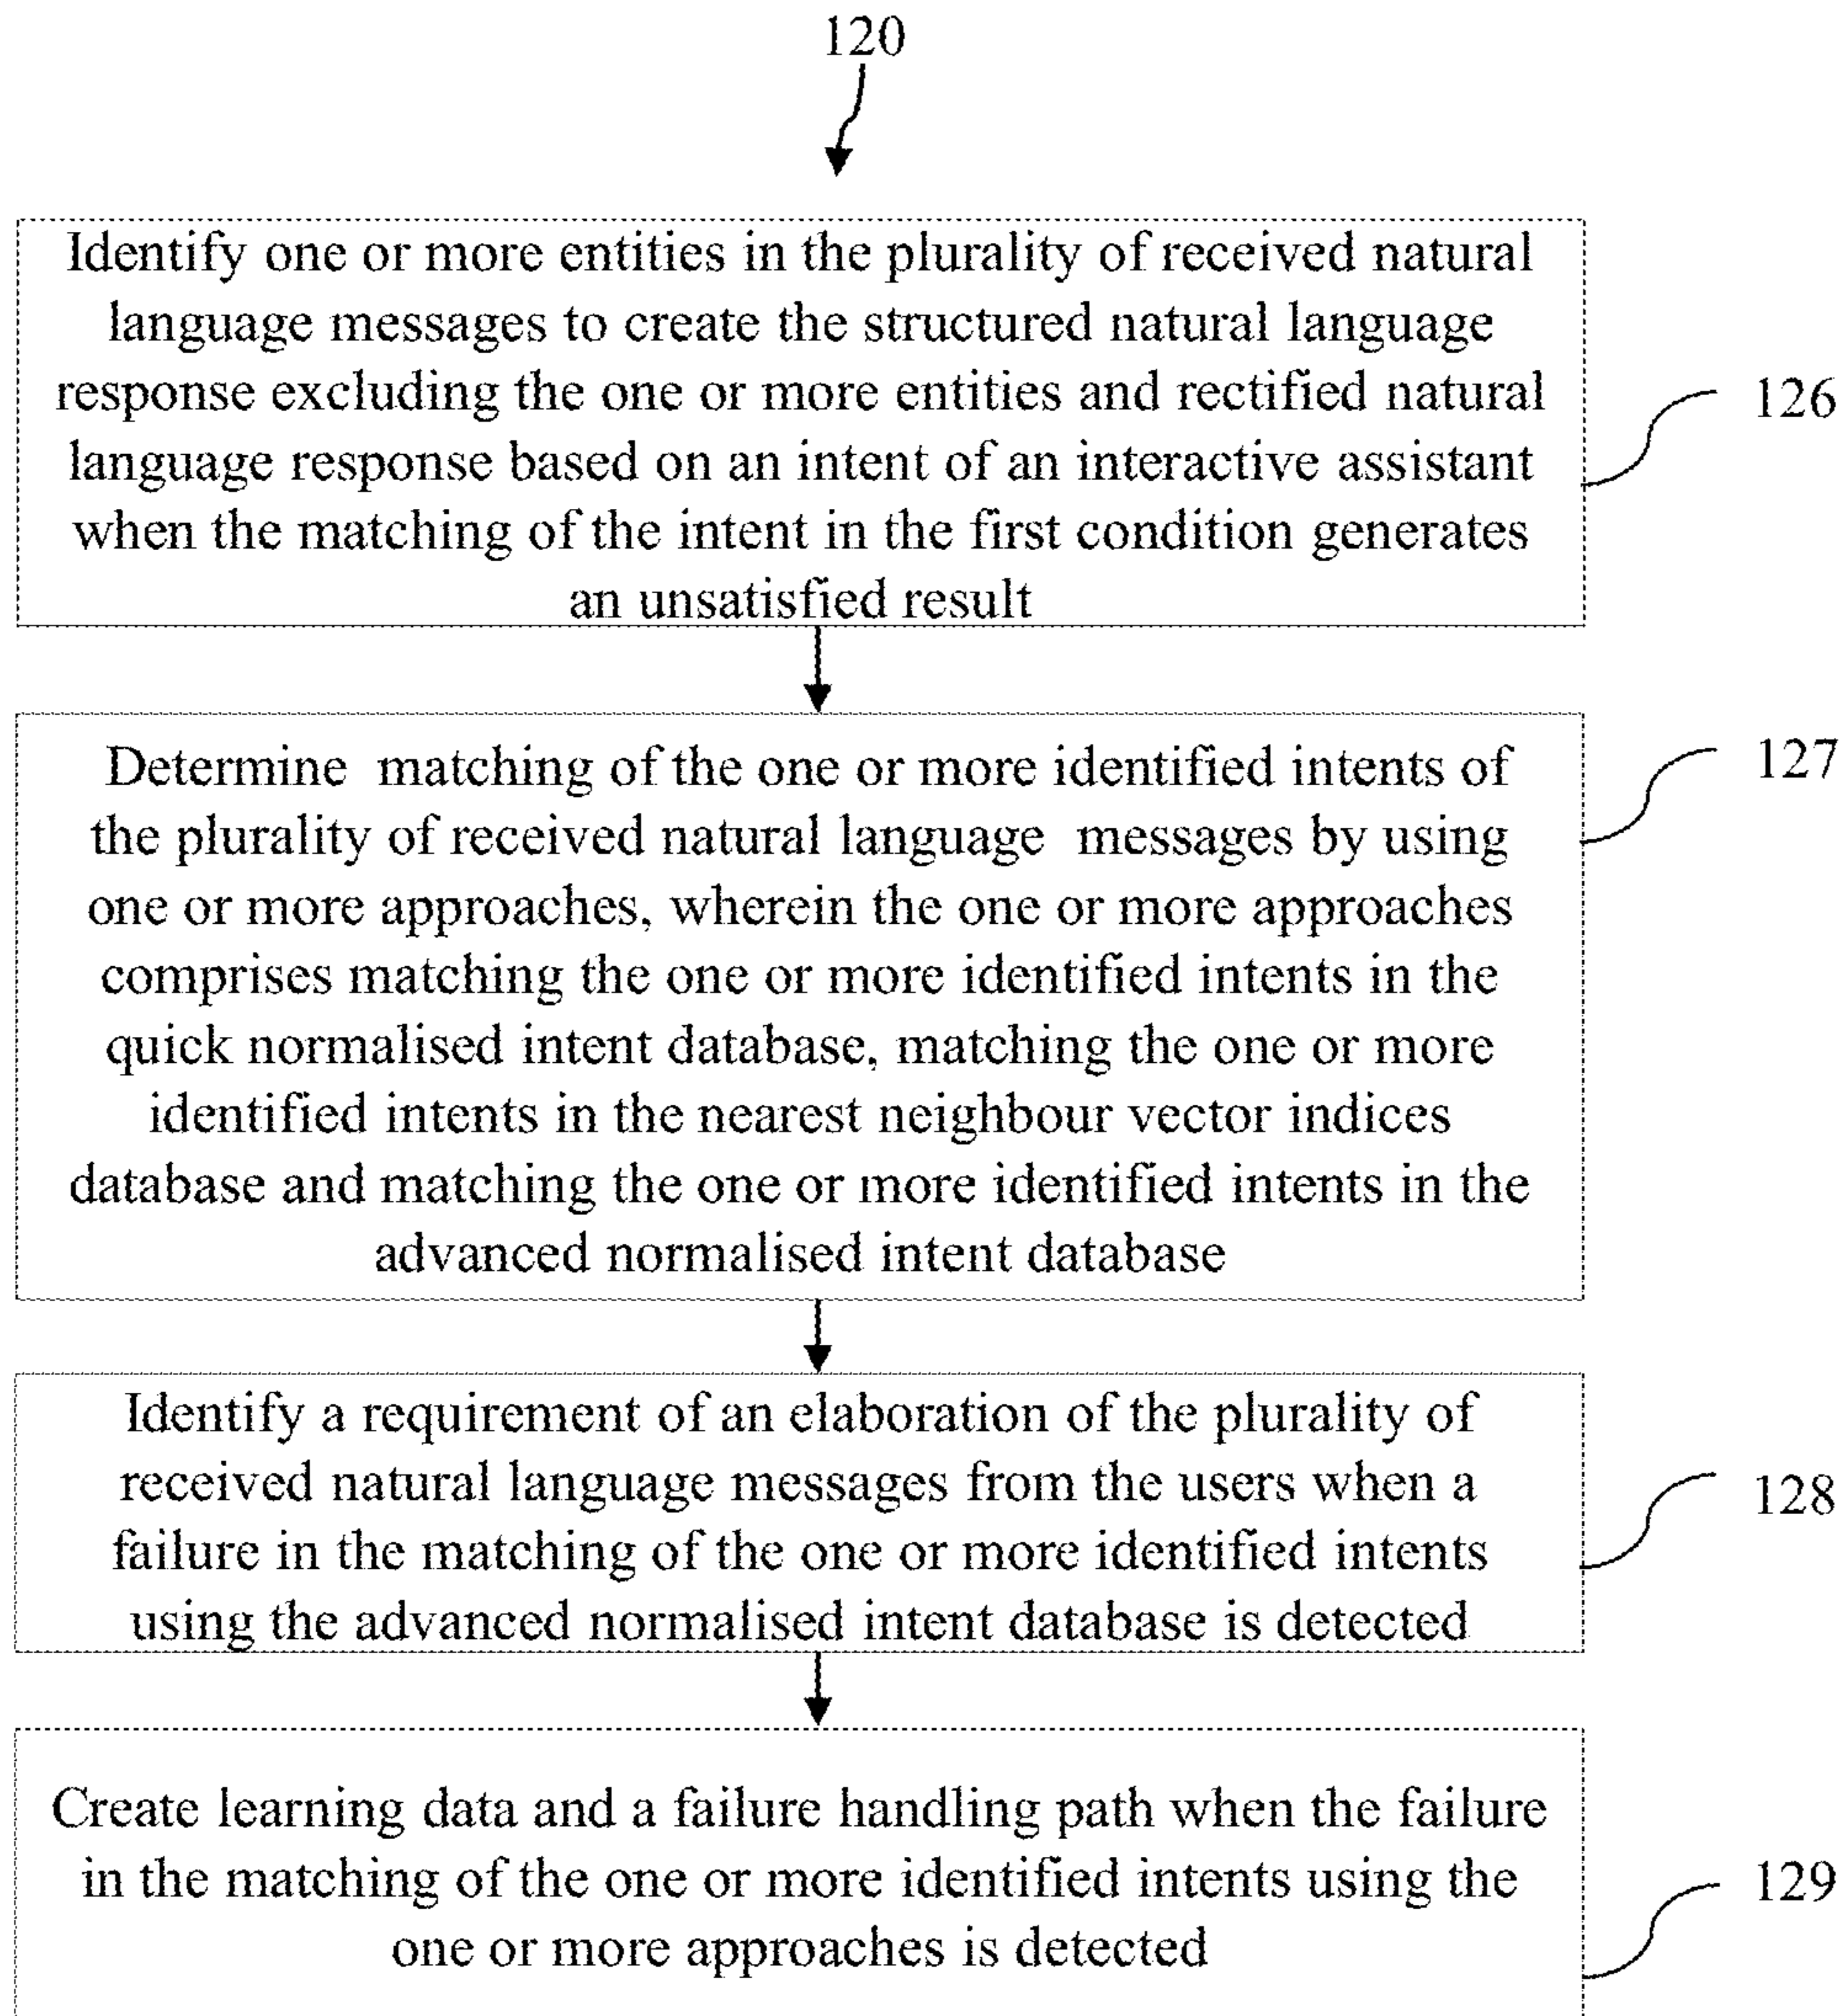 120
Identify one or more entities in the plurality of received natural
language messages to create the structured natural language
response excluding the one or more entities and rectified natural
language response based on an intent of an interactive assistant
when the matching of the intent in the first condition generates
an unsatisfied result
126
Determine matching of the one or more identified intents of
the plurality of received natural language messages by using
one or more approaches, wherein the one or more approaches
comprises matching the one or more identified intents in the
quick normalised intent database, matching the one or more
identified intents in the nearest neighbour vector indices
database and matching the one or more identified intents in the
advanced normalised intent database
127
Identify a requirement of an elaboration of the plurality of
received natural language messages from the users when a
failure in the matching of the one or more identified intents
using the advanced normalised intent database is detected
128
Create learning data and a failure handling path when the failure
in the matching of the one or more identified intents using the
one or more approaches is detected
129